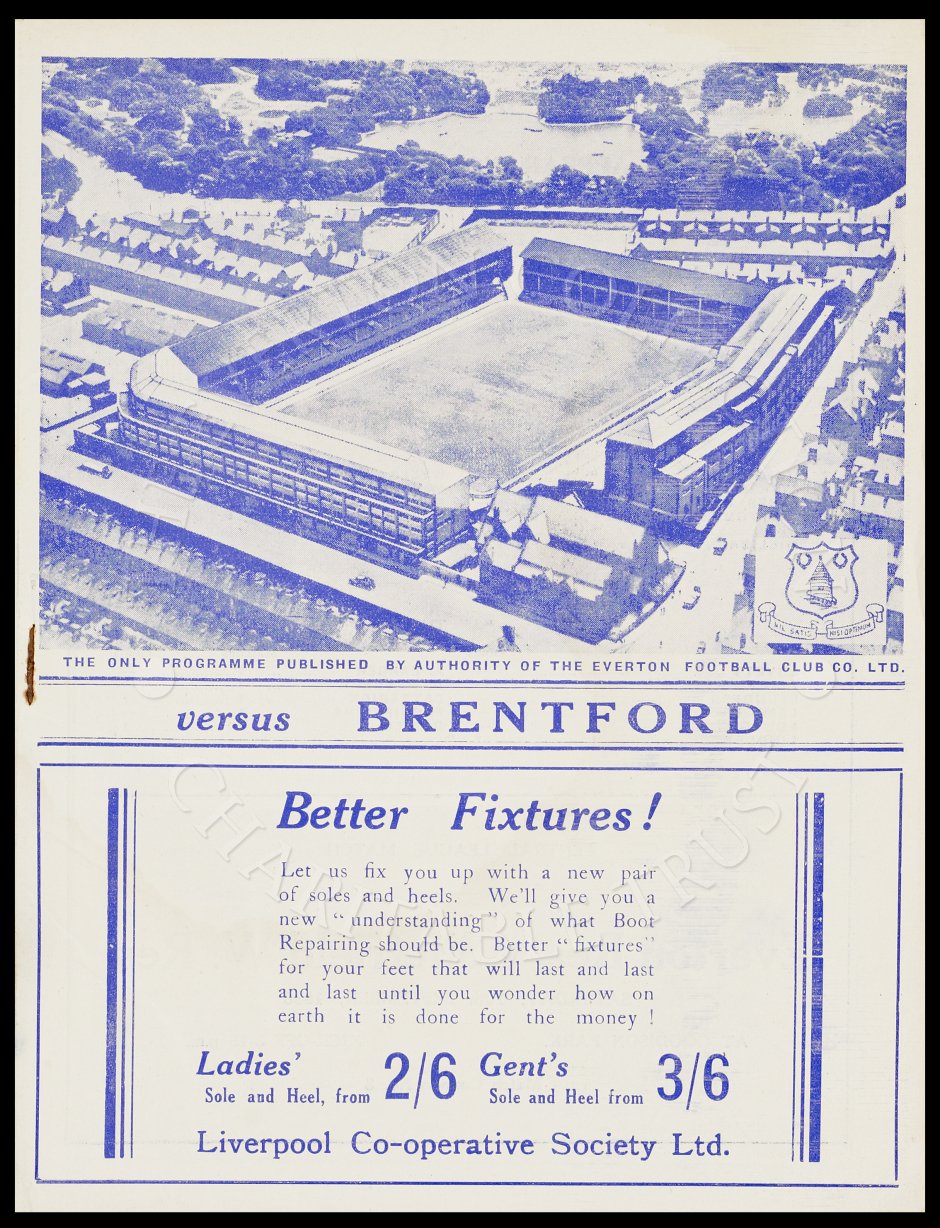 NIL SATIS NISI OPTIMUM
THE ONLY PROGRAMME PUBLISHED BY AUTHORITY OF THE EVERTON FOOTBALL CLUB CO. LTD.
versus BRENTFORD
Better Fixtures!
Let us fix you up with a new pair
of soles and heels. We'll give you a
new "understanding" of what Boot
Repairing should be. Better "fixtures"
for your feet that will last and last
and last until you wonder how on
earth it is done for the money!
Ladies' 2/6 Gent's 3/6
Sole and Heel, from Sole and Heel from
Liverpool Co-operative Society Ltd.
CHARITABLE TRUST